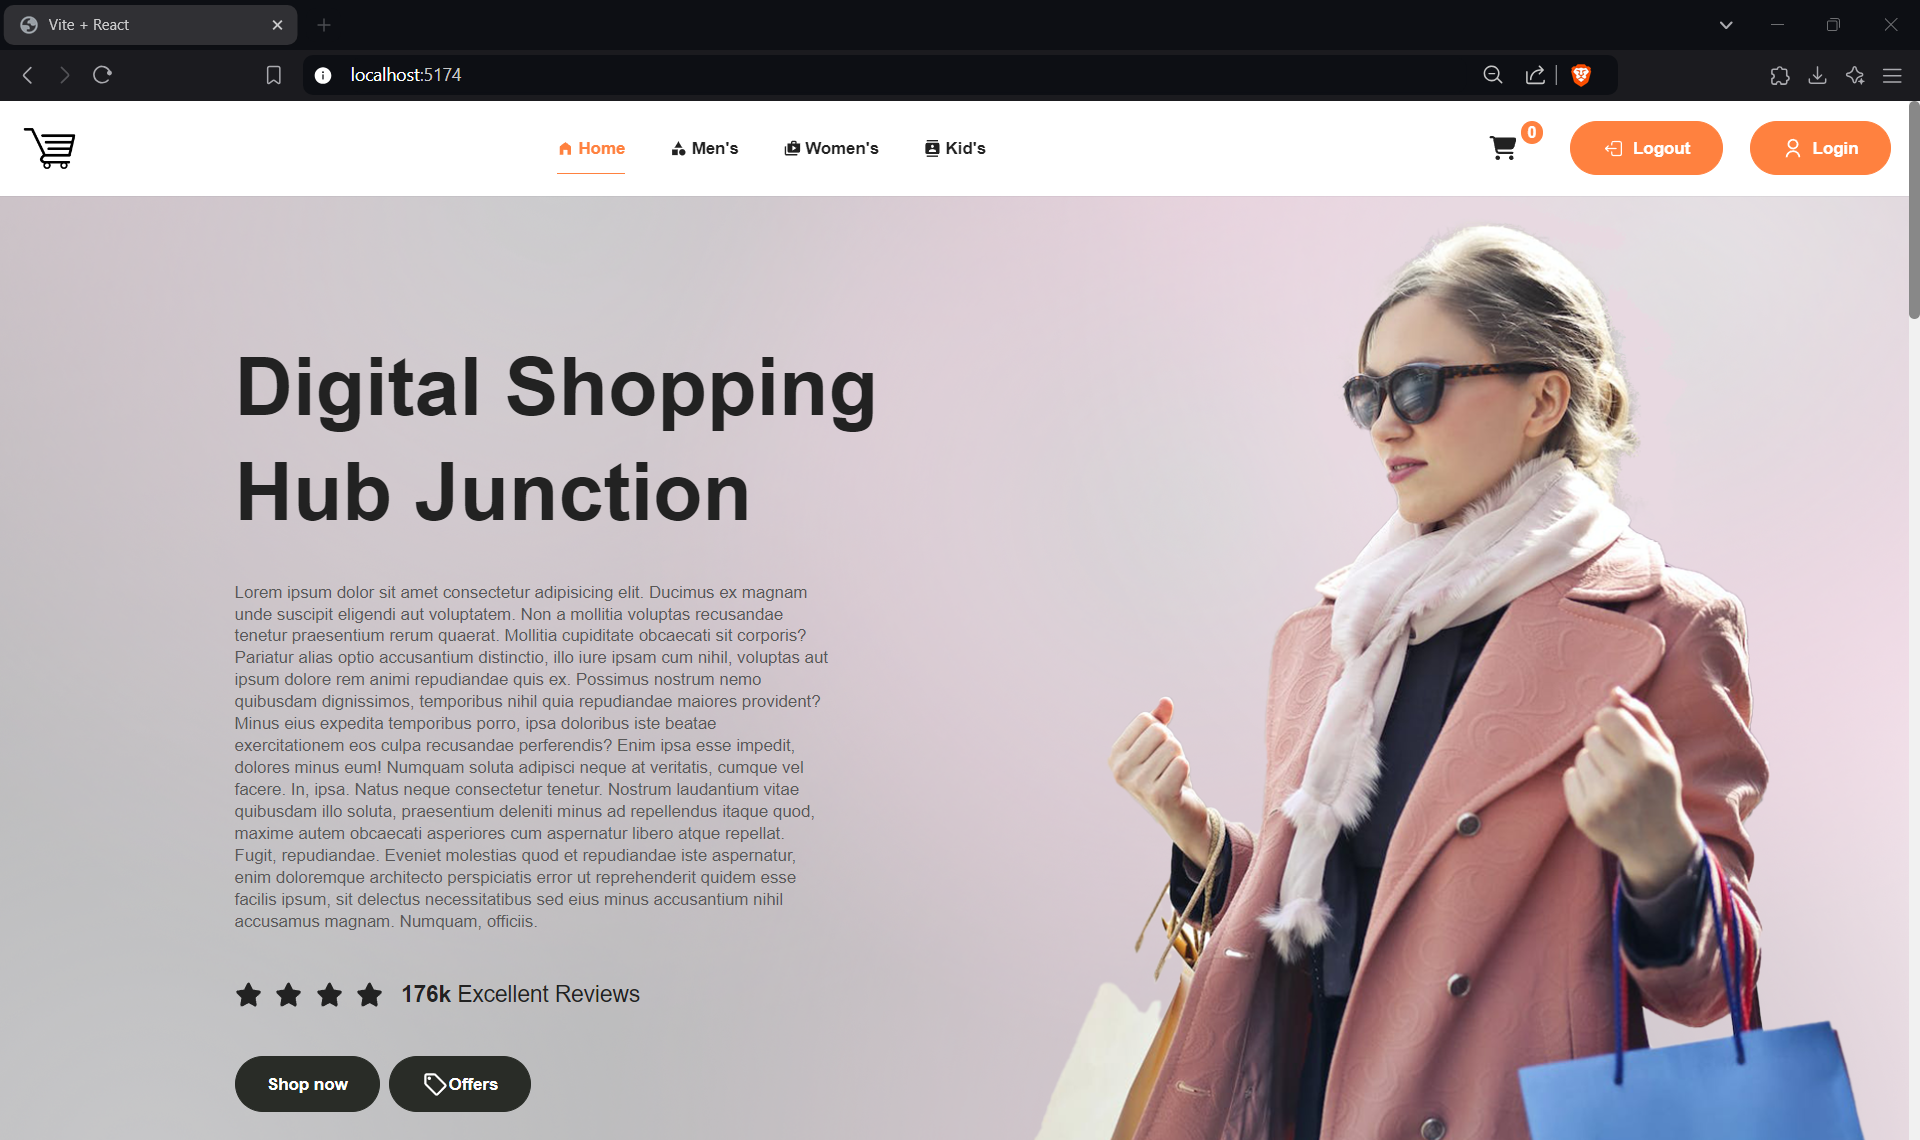 Vite + React
localhost:5174
Home Men's Women's Kid's 0 Logout Login
Digital Shopping
Hub Junction
Lorem ipsum dolor sit amet consectetur adipisicing elit. Ducimus ex magnam
unde suscipit eligendi aut voluptatem. Non a mollitia voluptas recusandae
tenetur praesentium rerum quaerat. Mollitia cupiditate obcaecati sit corporis?
Pariatur alias optio accusantium distinctio, illo iure ipsam cum nihil, voluptas aut
ipsum dolore rem animi repudiandae quis ex. Possimus nostrum nemo
quibusdam dignissimos, temporibus nihil quia repudiandae maiores provident?
Minus eius expedita temporibus porro, ipsa doloribus iste beatae
exercitationem eos culpa recusandae perferendis? Enim ipsa esse impedit,
dolores minus eum! Numquam soluta adipisci neque at veritatis, cumque vel
facere. In, ipsa. Natus neque consectetur tenetur. Nostrum laudantium vitae
quibusdam illo soluta, praesentium deleniti minus ad repellendus itaque quod,
maxime autem obcaecati asperiores cum aspernatur libero atque repellat.
Fugit, repudiandae. Eveniet molestias quod et repudiandae iste aspernatur,
enim doloremque architecto perspiciatis error ut reprehenderit quidem esse
facilis ipsum, sit delectus necessitatibus sed eius minus accusantium nihil
accusamus magnam. Numquam, officiis.
176k Excellent Reviews
Shop now Offers